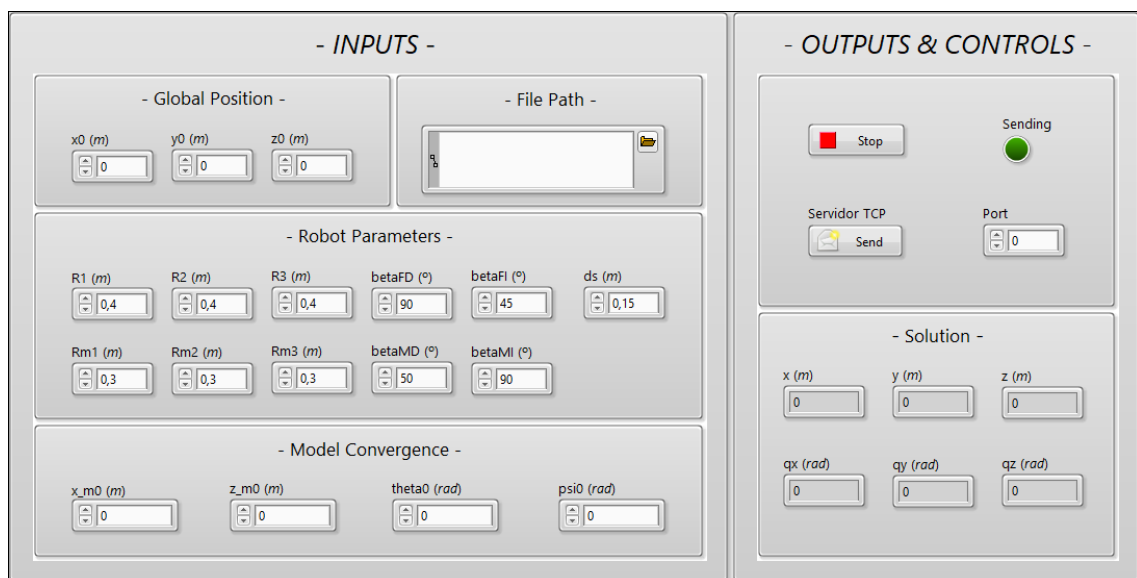 - INPUTS -
- Global Position -
x0 (m) y0 (m) z0 (m)
0 0 0
- File Path -
- Robot Parameters -
R1 (m) R2 (m) R3 (m) betaFD (º) betaFI (º) ds (m)
0,4 0,4 0,4 90 45 0,15
Rm1 (m) Rm2 (m) Rm3 (m) betaMD (º) betaMI (º)
0,3 0,3 0,3 50 90
- Model Convergence -
x_m0 (m) z_m0 (m) theta0 (rad) psi0 (rad)
0 0 0 0
- OUTPUTS & CONTROLS -
Sending
Stop
Servidor TCP Port
Send 0
- Solution -
x (m) y (m) z (m)
0 0 0
qx (rad) qy (rad) qz (rad)
0 0 0